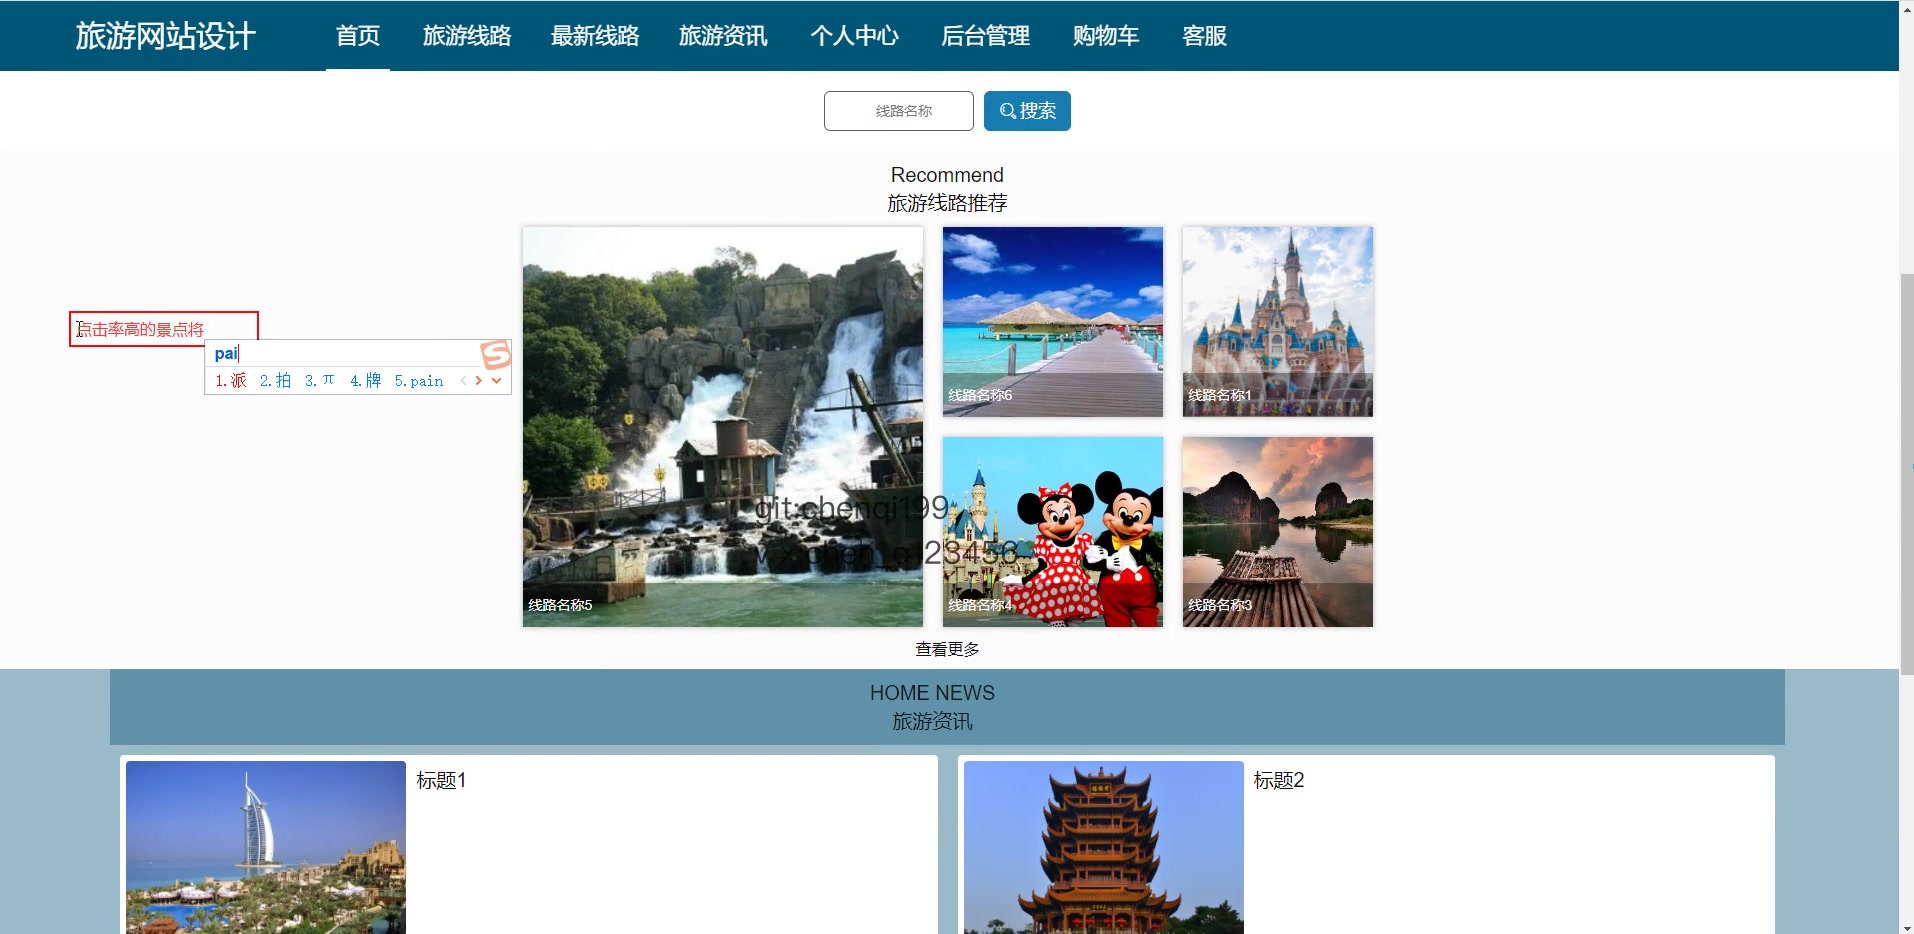 旅游网站设计 首页 旅游线路 最新线路 旅游资讯 个人中心 后台管理 购物车 客服
线路名称 搜索
Recommend
旅游线路推荐
点击率高的景点将
pai
1.派 2.拍 3.π 4.牌 5.pain
线路名称6
线路名称1
git:chenqi199
v:xichen_q123456
线路名称5
线路名称4
线路名称3
查看更多
HOME NEWS
旅游资讯
标题1
标题2